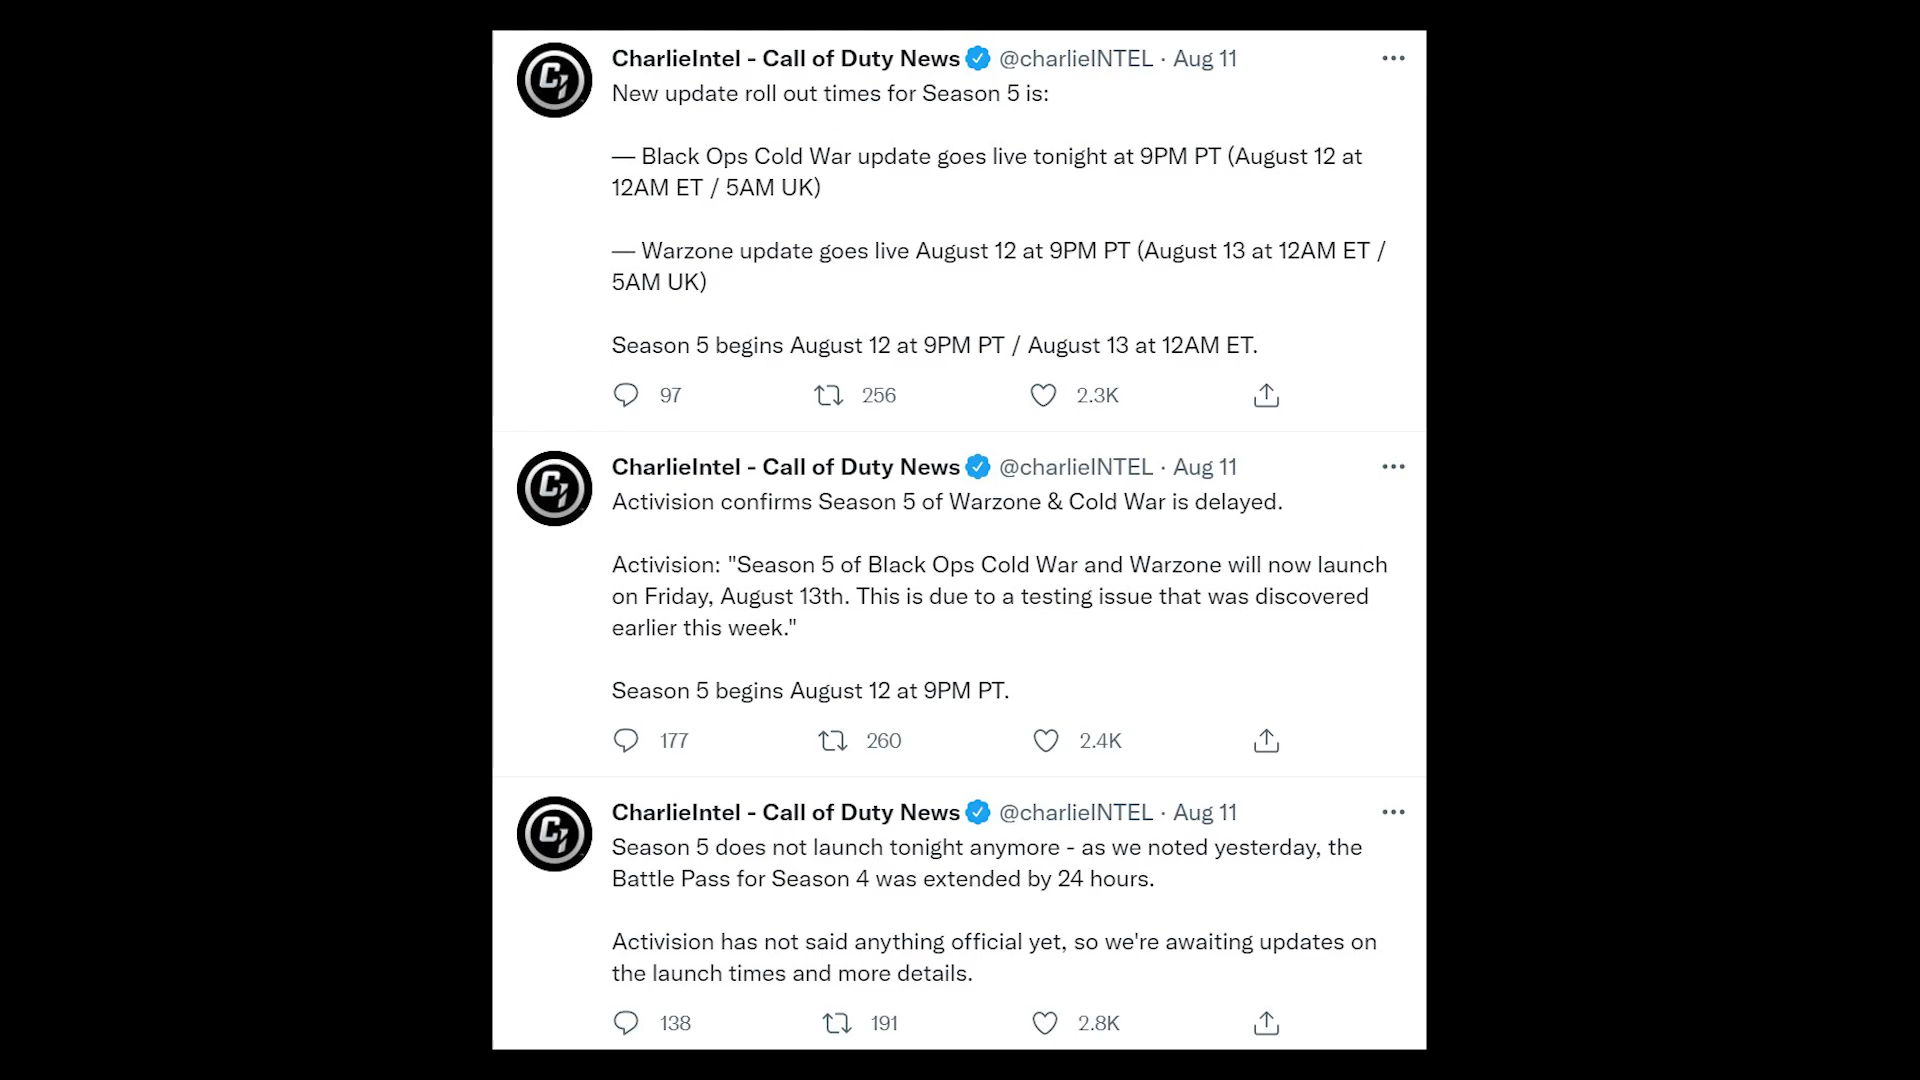 CharlieIntel - Call of Duty News @charlieINTEL · Aug 11 ···
New update roll out times for Season 5 is:
— Black Ops Cold War update goes live tonight at 9PM PT (August 12 at
12AM ET / 5AM UK)
— Warzone update goes live August 12 at 9PM PT (August 13 at 12AM ET /
5AM UK)
Season 5 begins August 12 at 9PM PT / August 13 at 12AM ET.
97 256 2.3K
CharlieIntel - Call of Duty News @charlieINTEL · Aug 11 ···
Activision confirms Season 5 of Warzone & Cold War is delayed.
Activision: "Season 5 of Black Ops Cold War and Warzone will now launch
on Friday, August 13th. This is due to a testing issue that was discovered
earlier this week."
Season 5 begins August 12 at 9PM PT.
177 260 2.4K
CharlieIntel - Call of Duty News @charlieINTEL · Aug 11 ···
Season 5 does not launch tonight anymore - as we noted yesterday, the
Battle Pass for Season 4 was extended by 24 hours.
Activision has not said anything official yet, so we're awaiting updates on
the launch times and more details.
138 191 2.8K